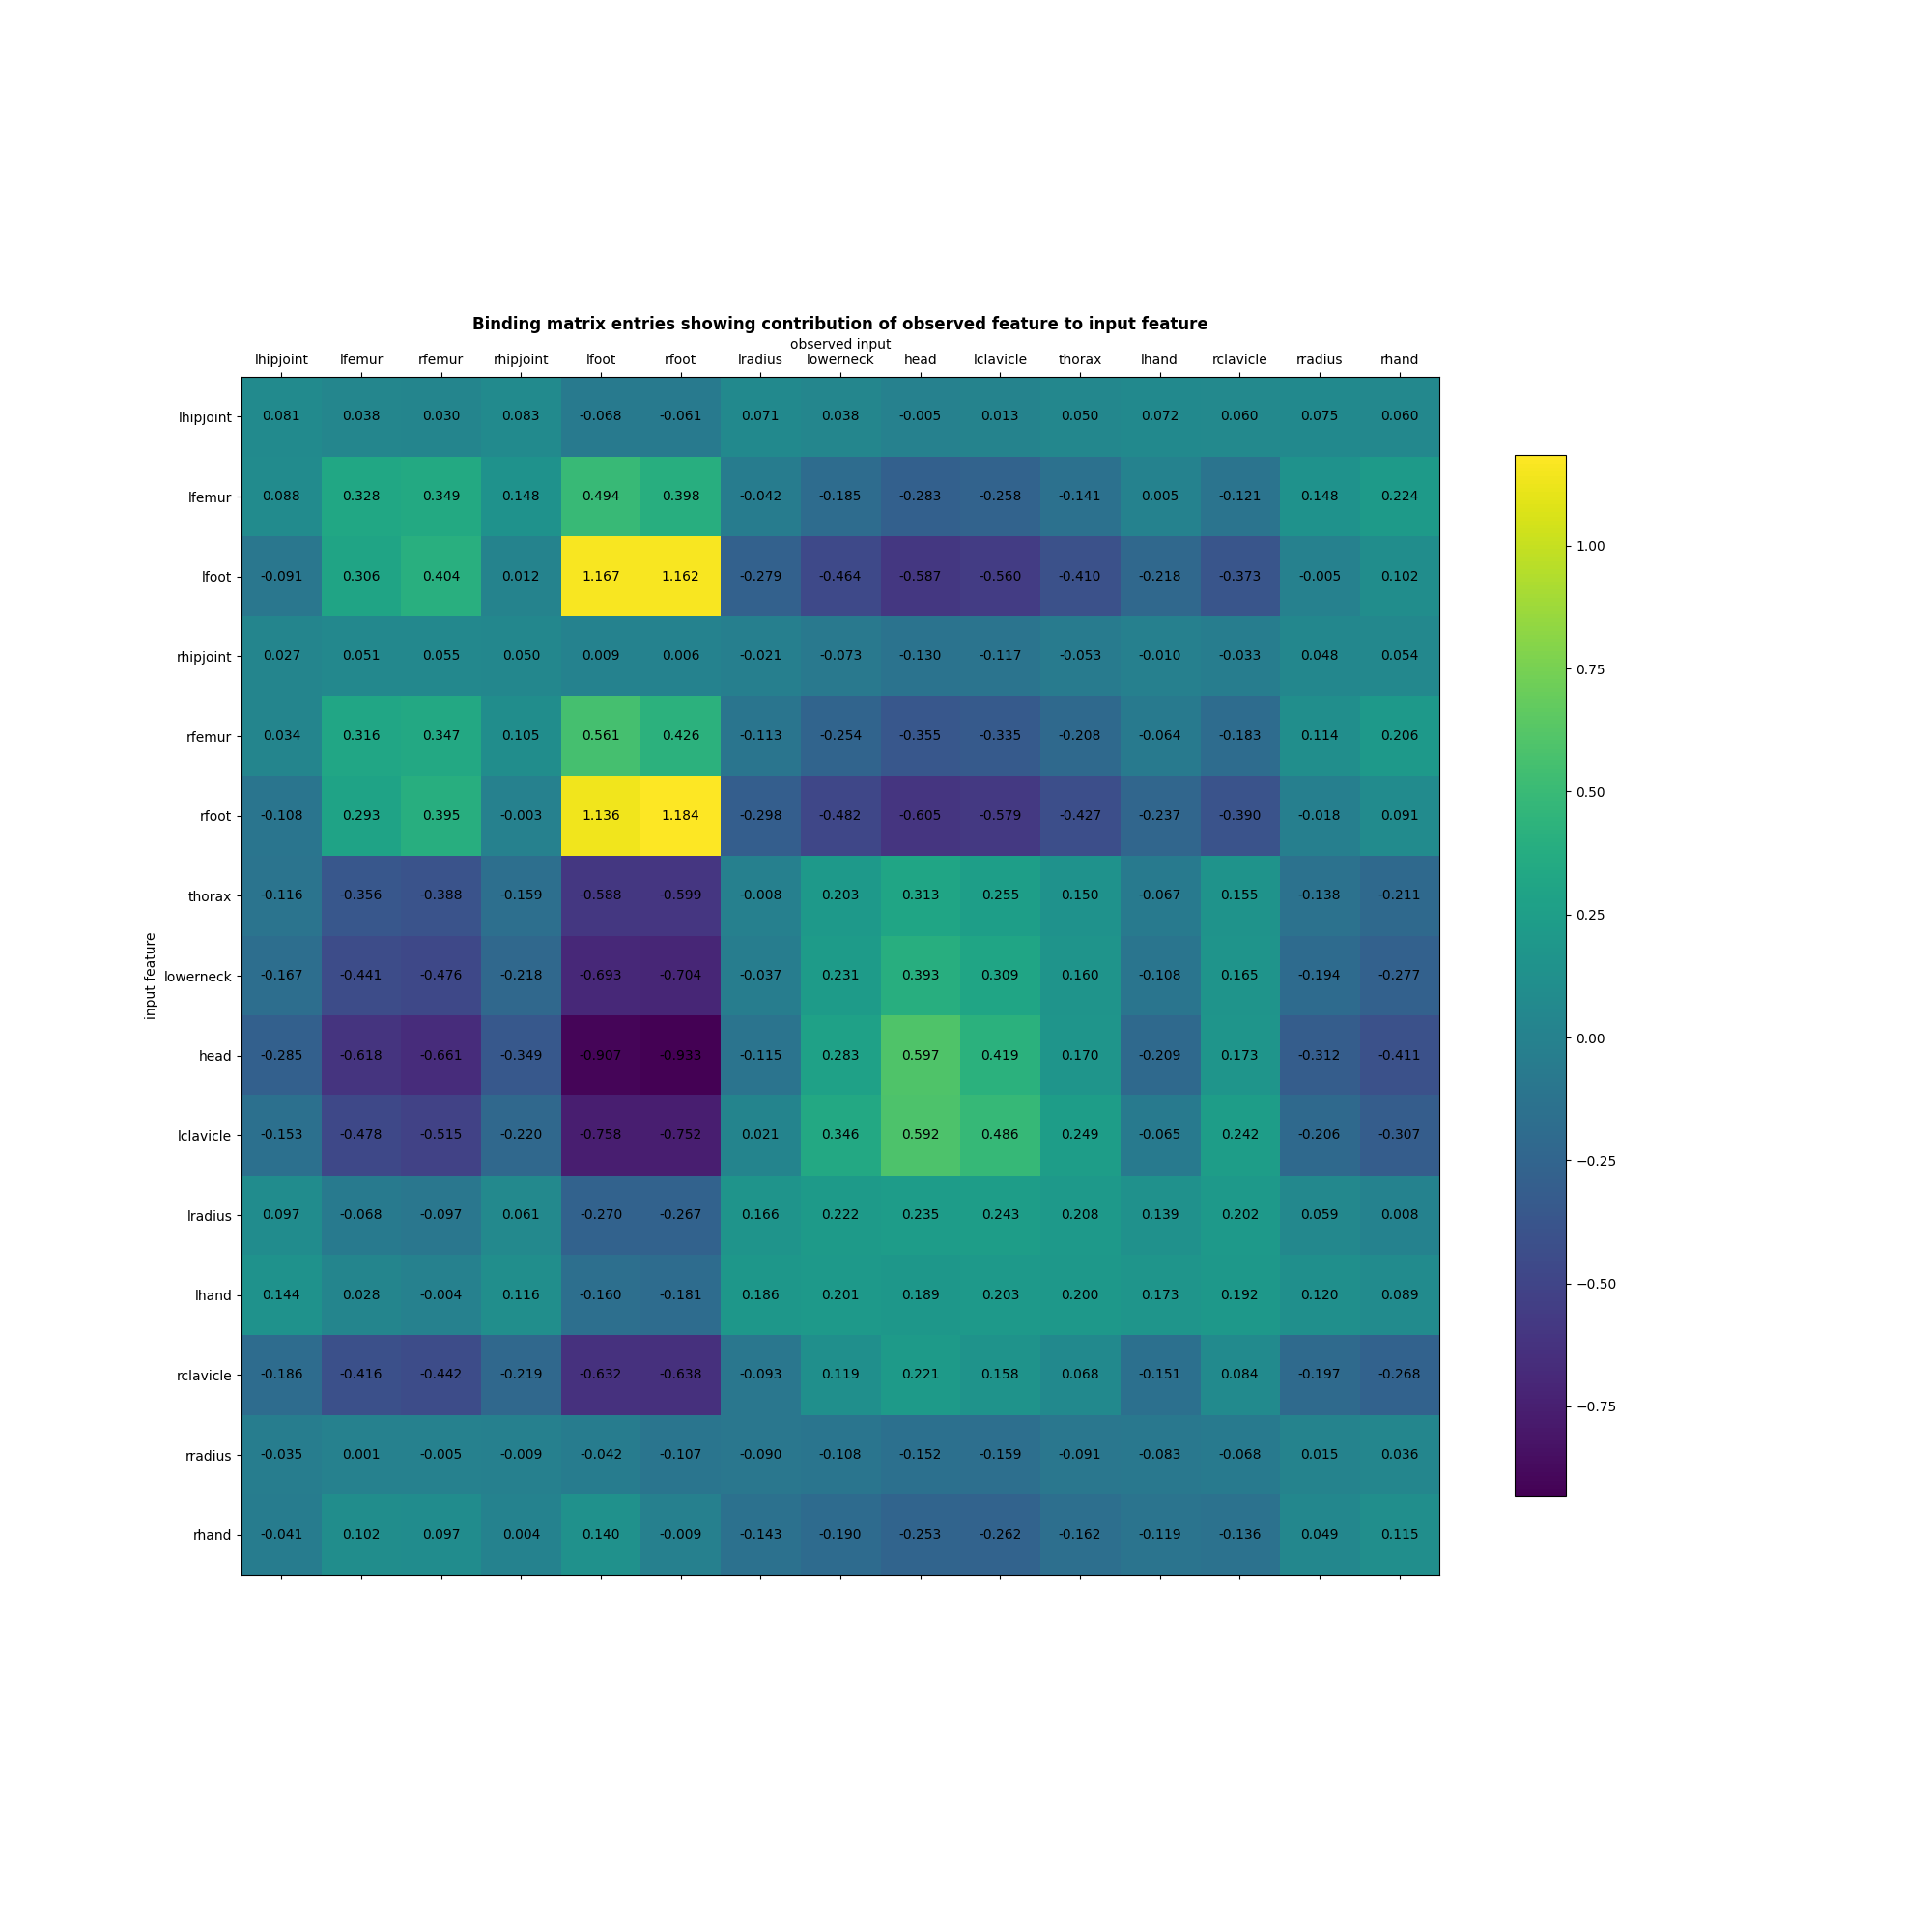 Binding matrix entries showing contribution of observed feature to input feature
observed input
lhipjoint lfemur rfemur rhipjoint lfoot rfoot lradius lowerneck head lclavicle thorax lhand rclavicle rradius rhand
lhipjoint 0.081 0.038 0.030 0.083 -0.068 -0.061 0.071 0.038 -0.005 0.013 0.050 0.072 0.060 0.075 0.060
lfemur 0.088 0.328 0.349 0.148 0.494 0.398 -0.042 -0.185 -0.283 -0.258 -0.141 0.005 -0.121 0.148 0.224
lfoot -0.091 0.306 0.404 0.012 1.167 1.162 -0.279 -0.464 -0.587 -0.560 -0.410 -0.218 -0.373 -0.005 0.102
rhipjoint 0.027 0.051 0.055 0.050 0.009 0.006 -0.021 -0.073 -0.130 -0.117 -0.053 -0.010 -0.033 0.048 0.054
rfemur 0.034 0.316 0.347 0.105 0.561 0.426 -0.113 -0.254 -0.355 -0.335 -0.208 -0.064 -0.183 0.114 0.206
rfoot -0.108 0.293 0.395 -0.003 1.136 1.184 -0.298 -0.482 -0.605 -0.579 -0.427 -0.237 -0.390 -0.018 0.091
thorax -0.116 -0.356 -0.388 -0.159 -0.588 -0.599 -0.008 0.203 0.313 0.255 0.150 -0.067 0.155 -0.138 -0.211
lowerneck -0.167 -0.441 -0.476 -0.218 -0.693 -0.704 -0.037 0.231 0.393 0.309 0.160 -0.108 0.165 -0.194 -0.277
head -0.285 -0.618 -0.661 -0.349 -0.907 -0.933 -0.115 0.283 0.597 0.419 0.170 -0.209 0.173 -0.312 -0.411
lclavicle -0.153 -0.478 -0.515 -0.220 -0.758 -0.752 0.021 0.346 0.592 0.486 0.249 -0.065 0.242 -0.206 -0.307
lradius 0.097 -0.068 -0.097 0.061 -0.270 -0.267 0.166 0.222 0.235 0.243 0.208 0.139 0.202 0.059 0.008
lhand 0.144 0.028 -0.004 0.116 -0.160 -0.181 0.186 0.201 0.189 0.203 0.200 0.173 0.192 0.120 0.089
rclavicle -0.186 -0.416 -0.442 -0.219 -0.632 -0.638 -0.093 0.119 0.221 0.158 0.068 -0.151 0.084 -0.197 -0.268
rradius -0.035 0.001 -0.005 -0.009 -0.042 -0.107 -0.090 -0.108 -0.152 -0.159 -0.091 -0.083 -0.068 0.015 0.036
rhand -0.041 0.102 0.097 0.004 0.140 -0.009 -0.143 -0.190 -0.253 -0.262 -0.162 -0.119 -0.136 0.049 0.115
input feature
1.00
0.75
0.50
0.25
0.00
−0.25
−0.50
−0.75